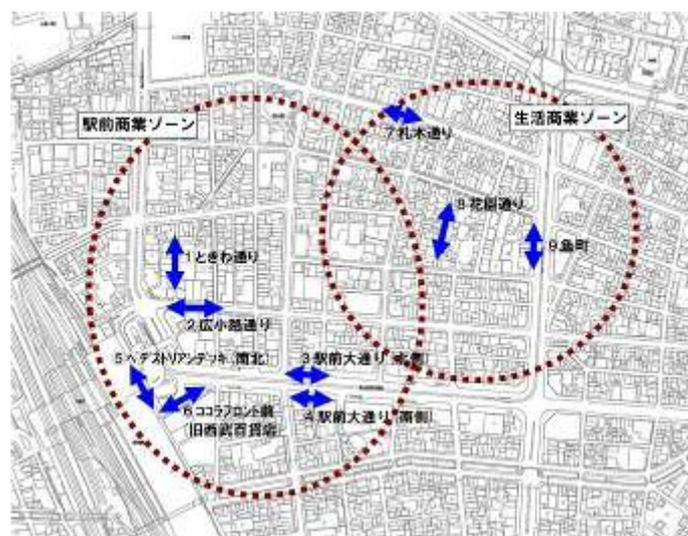 駅前商業ゾーン
生活商業ゾーン
7札木通り
8花園通り
9魚町
1ときわ通り
2広小路通り
5ペデストリアンデッキ(南北)
3駅前大通り(北側)
6ココラフロント前
(旧西武百貨店)
4駅前大通り(南側)